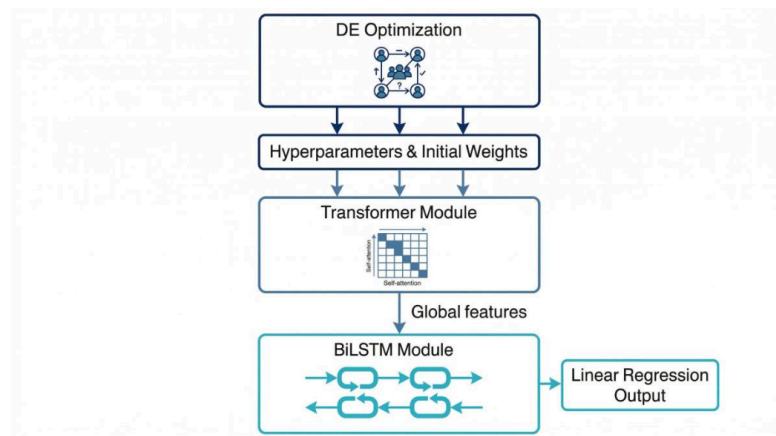 DE Optimization
?
Hyperparameters & Initial Weights
Transformer Module
Self-attention
Self-attention
Global features
BiLSTM Module
Linear Regression
Output